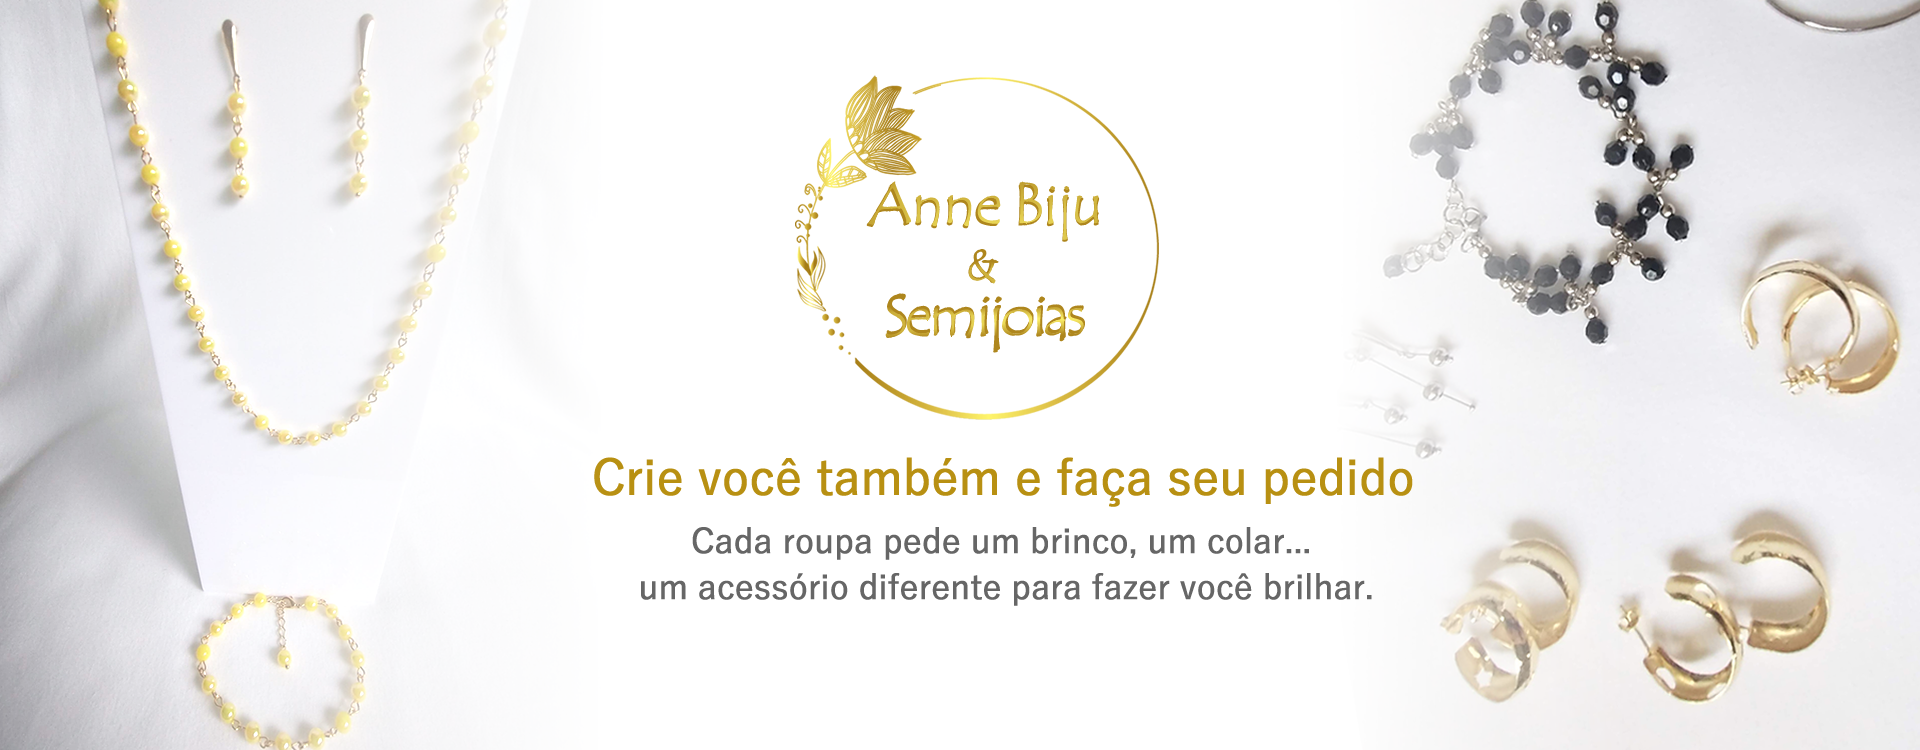 Anne Biju
&
Semijoias
Crie você também e faça seu pedido
Cada roupa pede um brinco, um colar...
um acessório diferente para fazer você brilhar.